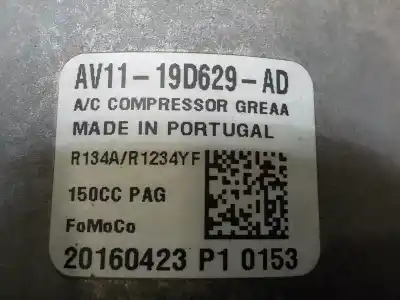 AV11-19D629-AD
A/C COMPRESSOR GREAA
MADE IN PORTUGAL
R134A/R1234YF
150CC PAG
FoMoCo
20160423 P1 0153